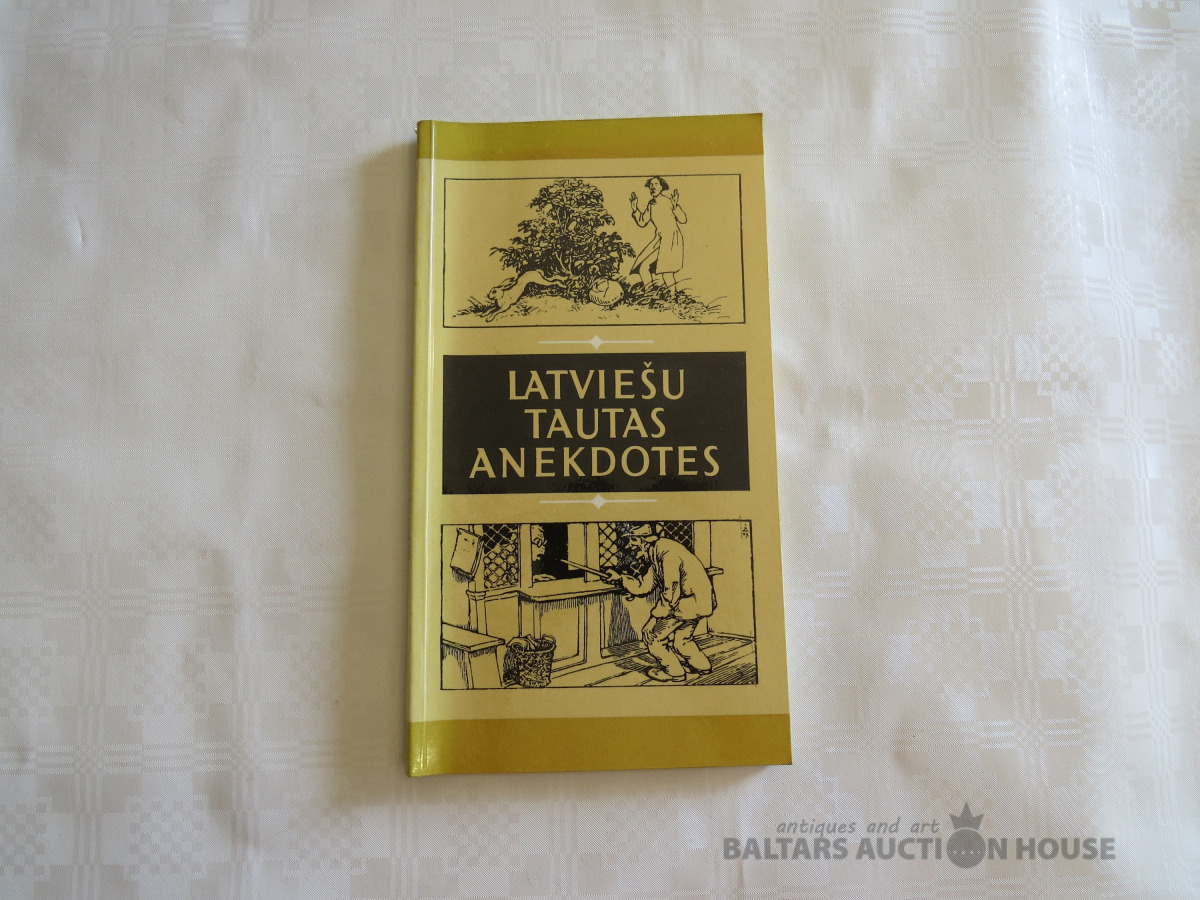 LATVIEŠU
TAUTAS
ANEKDOTES
antiques and art
BALTARS AUCTION HOUSE